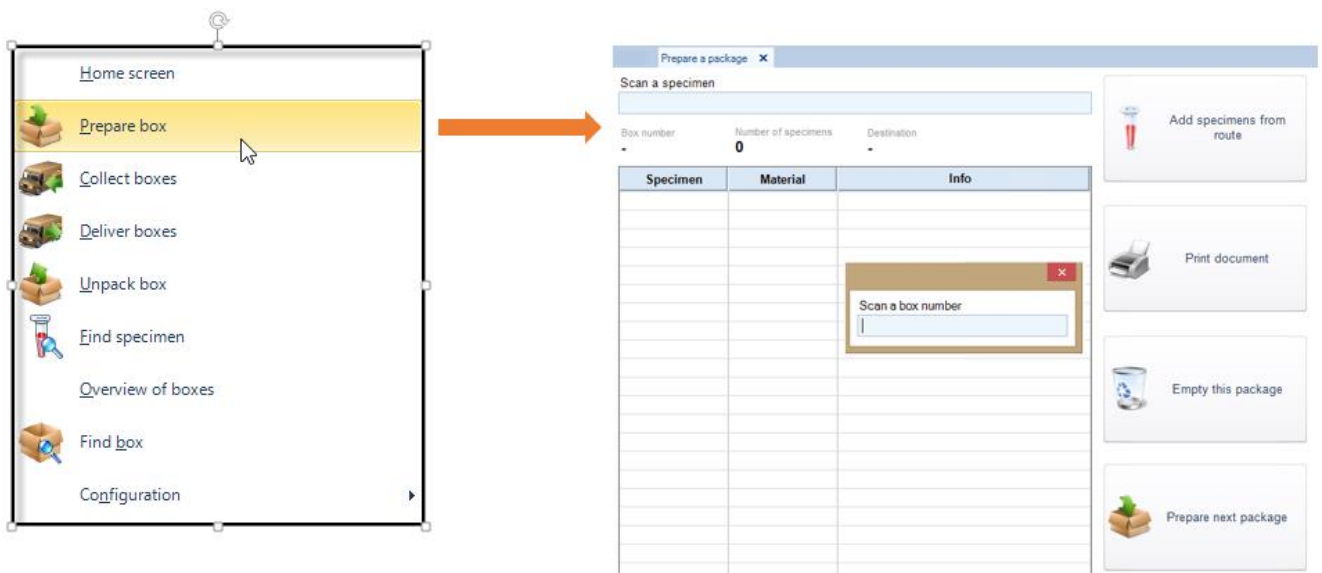 Home screen
Prepare box
Collect boxes
Deliver boxes
Unpack box
Find specimen
Overview of boxes
Find box
Configuration
Prepare a package
Scan a specimen
Box number Number of specimens Destination
- 0 -
Specimen Material Info
Scan a box number
Add specimens from
route
Print document
Empty this package
Prepare next package